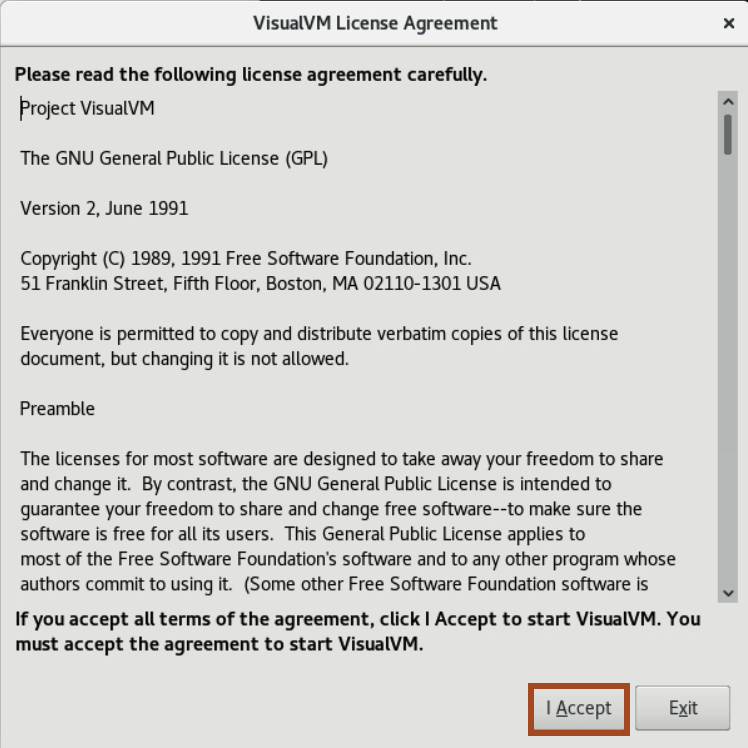 VisualVM License Agreement
Please read the following license agreement carefully.
Project VisualVM
The GNU General Public License (GPL)
Version 2, June 1991
Copyright (C) 1989, 1991 Free Software Foundation, Inc.
51 Franklin Street, Fifth Floor, Boston, MA 02110-1301 USA
Everyone is permitted to copy and distribute verbatim copies of this license
document, but changing it is not allowed.
Preamble
The licenses for most software are designed to take away your freedom to share
and change it.  By contrast, the GNU General Public License is intended to
guarantee your freedom to share and change free software--to make sure the
software is free for all its users.  This General Public License applies to
most of the Free Software Foundation's software and to any other program whose
authors commit to using it.  (Some other Free Software Foundation software is
If you accept all terms of the agreement, click I Accept to start VisualVM. You
must accept the agreement to start VisualVM.
I Accept
Exit